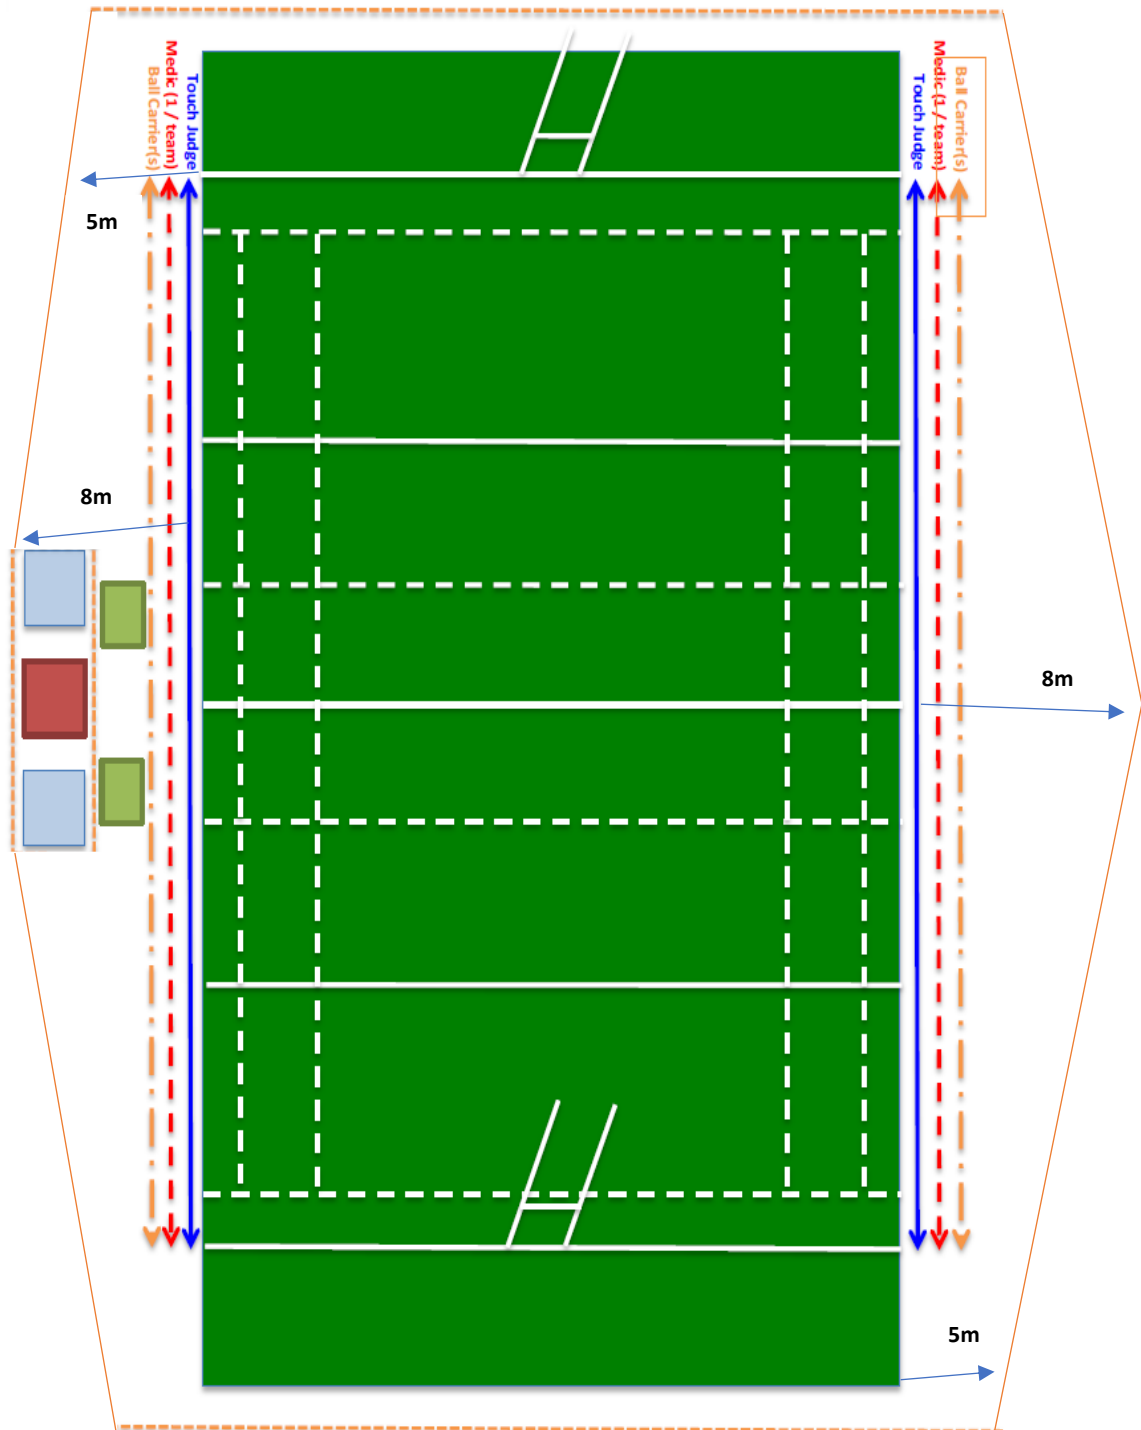 Touch Judge
Medic (1 / team)
Ball Carrier(s)
Ball Carrier(s)
Medic (1 / team)
Touch Judge
5m
8m
8m
5m